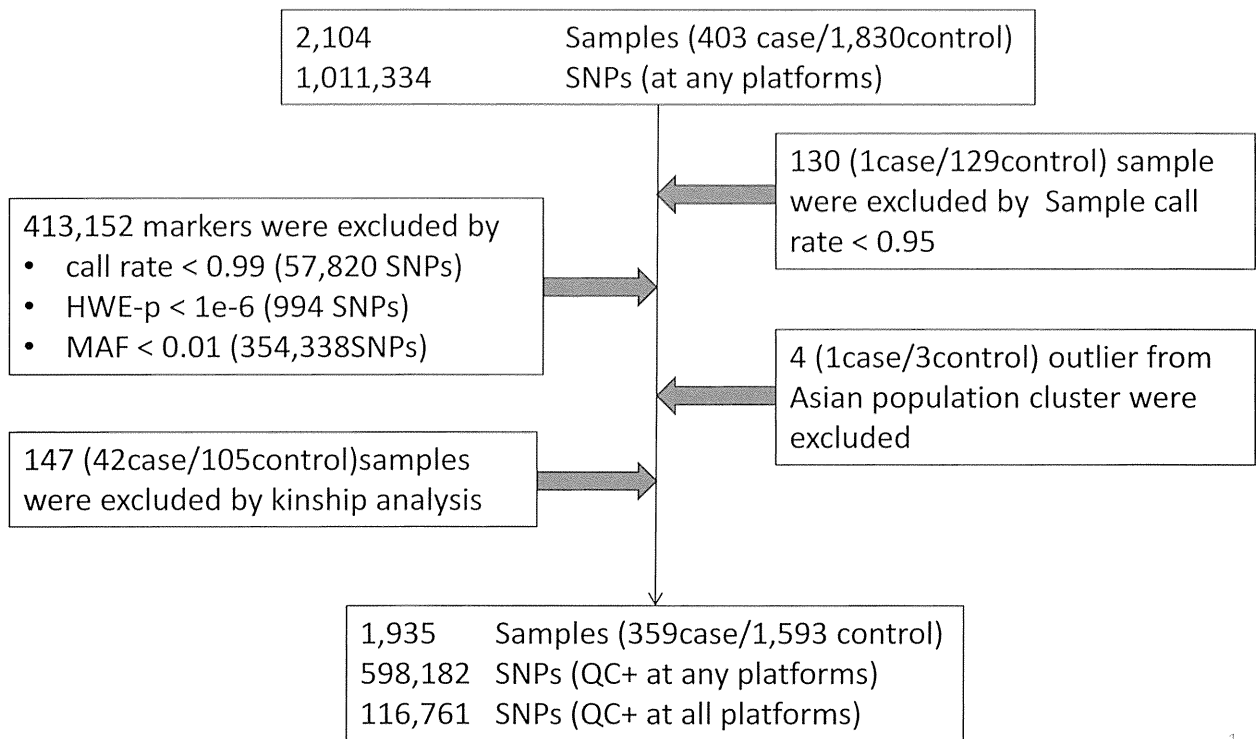 2,104 Samples (403 case/1,830control)
1,011,334 SNPs (at any platforms)
130 (1case/129control) sample
were excluded by Sample call
rate < 0.95
413,152 markers were excluded by
• call rate < 0.99 (57,820 SNPs)
• HWE-p < 1e-6 (994 SNPs)
• MAF < 0.01 (354,338SNPs)
4 (1case/3control) outlier from
Asian population cluster were
excluded
147 (42case/105control)samples
were excluded by kinship analysis
1,935 Samples (359case/1,593 control)
598,182 SNPs (QC+ at any platforms)
116,761 SNPs (QC+ at all platforms)